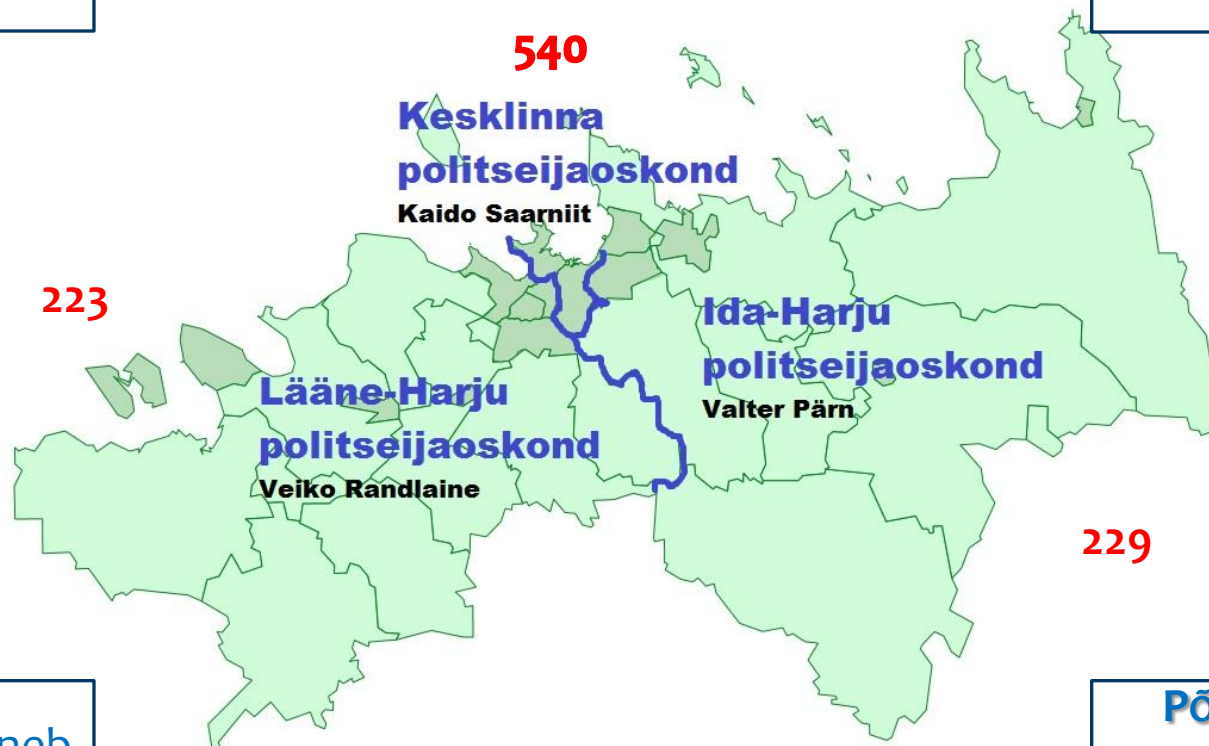 540
Kesklinna
politseijaoskond
Kaido Saarniit
223
Ida-Harju
politseijaoskond
Valter Pärn
Lääne-Harju
politseijaoskond
Veiko Randlaine
229